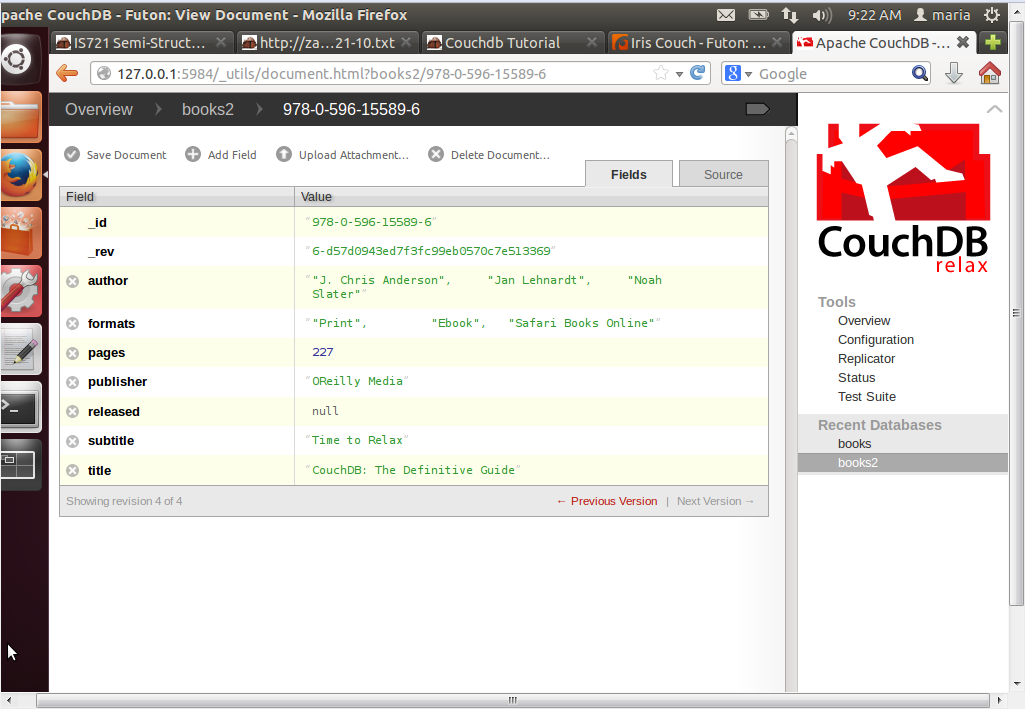 pache CouchDB - Futon: View Document - Mozilla Firefox
9:22 AM maria
IS721 Semi-Struct...
http://za....21-10.txt
Couchdb Tutorial
Iris Couch - Futon: ...
Apache CouchDB -...
127.0.0.1:5984/_utils/document.html?books2/978-0-596-15589-6
8 Google
Overview books2 978-0-596-15589-6
Save Document Add Field Upload Attachment... Delete Document...
Fields Source
Field Value
_id "978-0-596-15589-6"
_rev "6-d57d0943ed7f3fc99eb0570c7e513369"
author ""J. Chris Anderson", "Jan Lehnardt", "Noah
Slater""
formats ""Print", "Ebook", "Safari Books Online""
pages 227
publisher "OReilly Media"
released null
subtitle "Time to Relax"
title "CouchDB: The Definitive Guide"
Showing revision 4 of 4 ← Previous Version | Next Version →
CouchDB
relax
Tools
Overview
Configuration
Replicator
Status
Test Suite
Recent Databases
books
books2